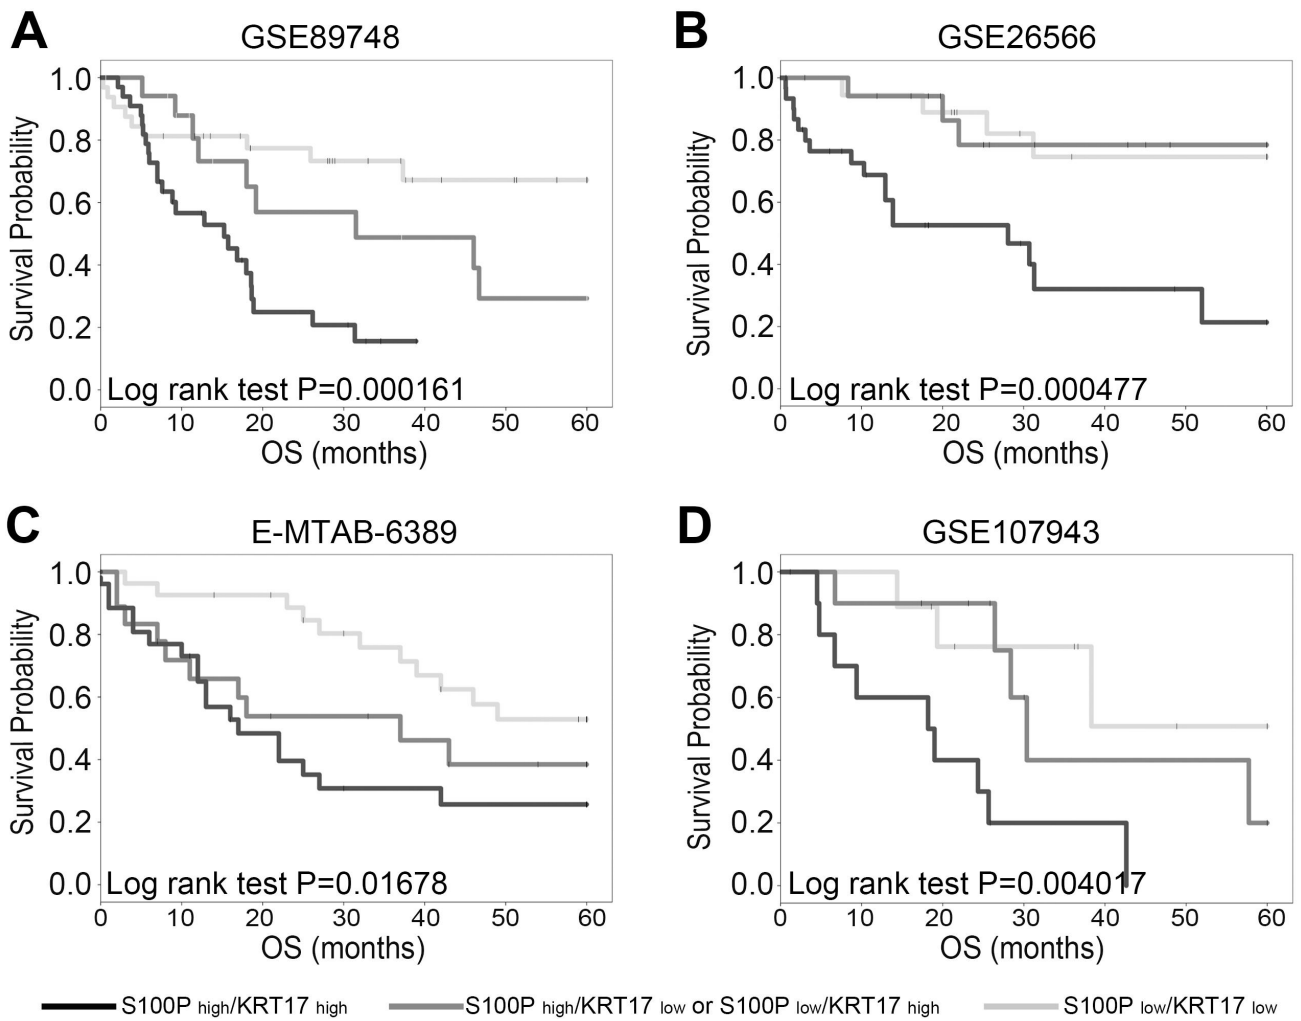 A
GSE89748
Survival Probability
1.0
0.8
0.6
0.4
0.2
0.0
Log rank test P=0.000161
0 10 20 30 40 50 60
OS (months)
B
GSE26566
Survival Probability
1.0
0.8
0.6
0.4
0.2
0.0
Log rank test P=0.000477
0 10 20 30 40 50 60
OS (months)
C
E-MTAB-6389
Survival Probability
1.0
0.8
0.6
0.4
0.2
0.0
Log rank test P=0.01678
0 10 20 30 40 50 60
OS (months)
D
GSE107943
Survival Probability
1.0
0.8
0.6
0.4
0.2
0.0
Log rank test P=0.004017
0 10 20 30 40 50 60
OS (months)
S100P high/KRT17 high
S100P high/KRT17 low or S100P low/KRT17 high
S100P low/KRT17 low